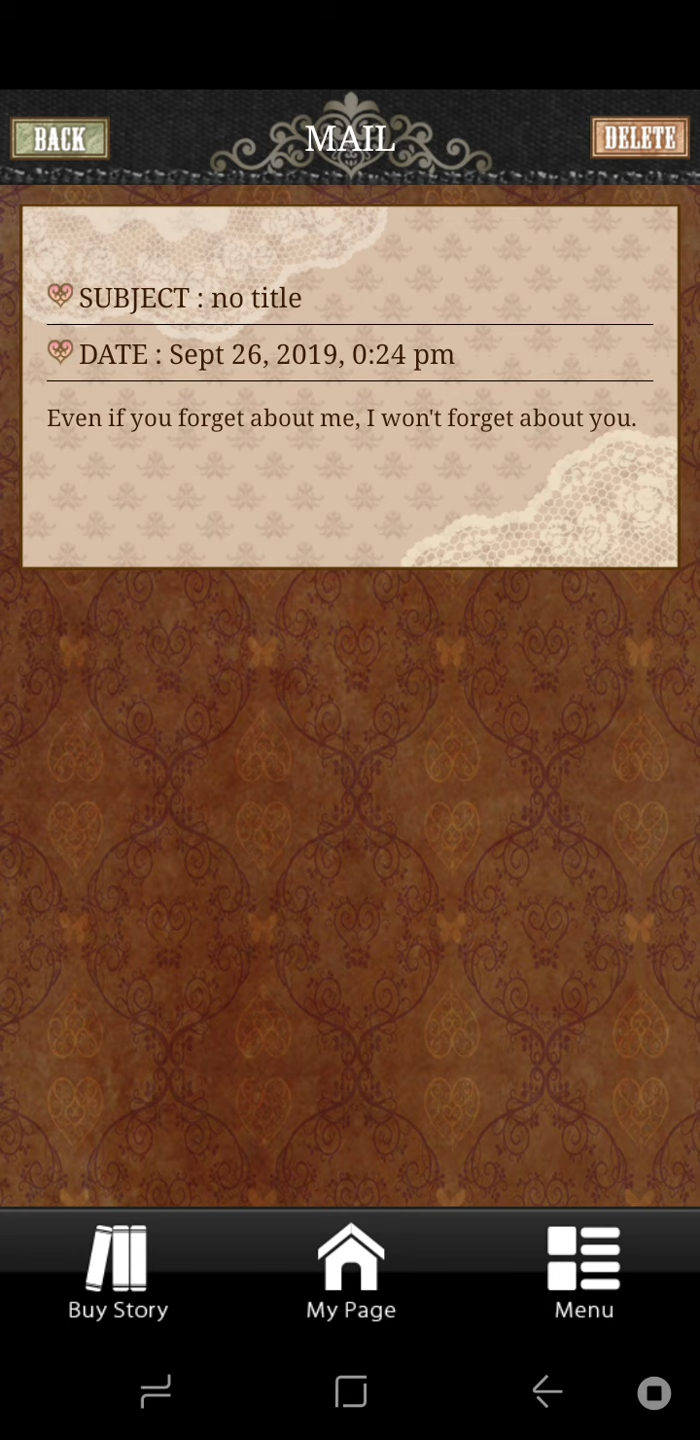 BACK
MAIL
DELETE
SUBJECT : no title
DATE : Sept 26, 2019, 0:24 pm
Even if you forget about me, I won't forget about you.
Buy Story
My Page
Menu